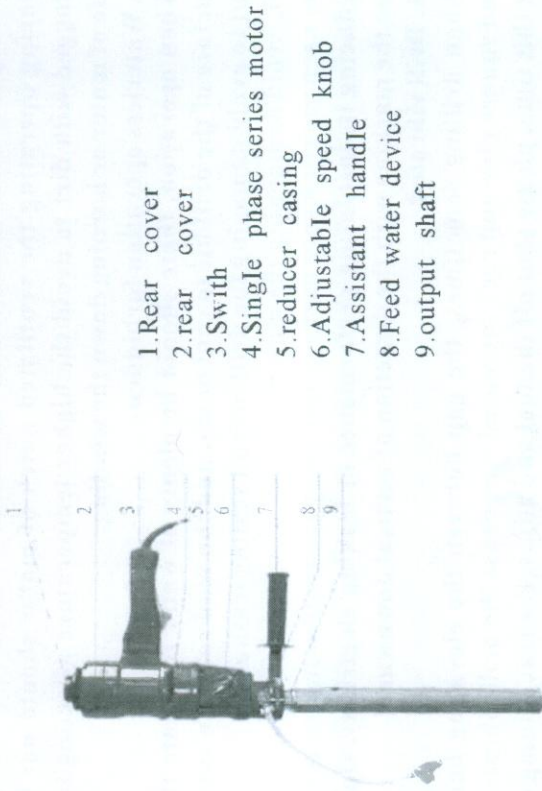 1
2
3
4
5
6
7
8
9
1.Rear cover
2.rear cover
3.Swith
4.Single phase series motor
5.reducer casing
6.Adjustable speed knob
7.Assistant handle
8.Feed water device
9.output shaft